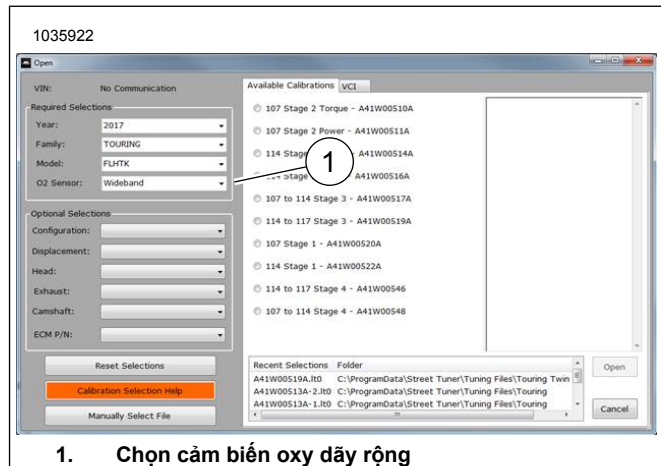 1035922
Open
VIN: No Communication
Required Selections
Year: 2017
Family: TOURING
Model: FLHTK
O2 Sensor: Wideband
Optional Selections
Configuration:
Displacement:
Head:
Exhaust:
Camshaft:
ECM P/N:
Reset Selections
Calibration Selection Help
Manually Select File
Available Calibrations VCI
107 Stage 2 Torque - A41W00510A
107 Stage 2 Power - A41W00511A
114 Stage - A41W00514A
114 Stage A41W00516A
1
107 to 114 Stage 3 - A41W00517A
114 to 117 Stage 3 - A41W00519A
107 Stage 1 - A41W00520A
114 Stage 1 - A41W00522A
114 to 117 Stage 4 - A41W00546
107 to 114 Stage 4 - A41W00548
Recent Selections Folder
A41W00519A.lt0 C:\ProgramData\Street Tuner\Tuning Files\Touring Twin
A41W00513A-2.lt0 C:\ProgramData\Street Tuner\Tuning Files\Touring
A41W00513A-1.lt0 C:\ProgramData\Street Tuner\Tuning Files\Touring
Open
Cancel
1. Chọn cảm biến oxy dãy rộng